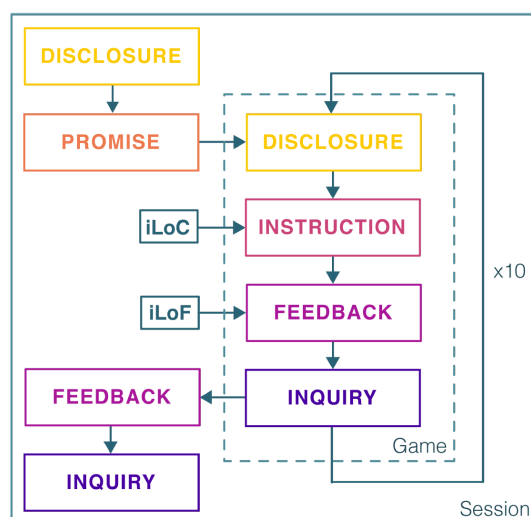 DISCLOSURE
PROMISE
DISCLOSURE
iLoC
INSTRUCTION
x10
iLoF
FEEDBACK
FEEDBACK
INQUIRY
Game
INQUIRY
Session